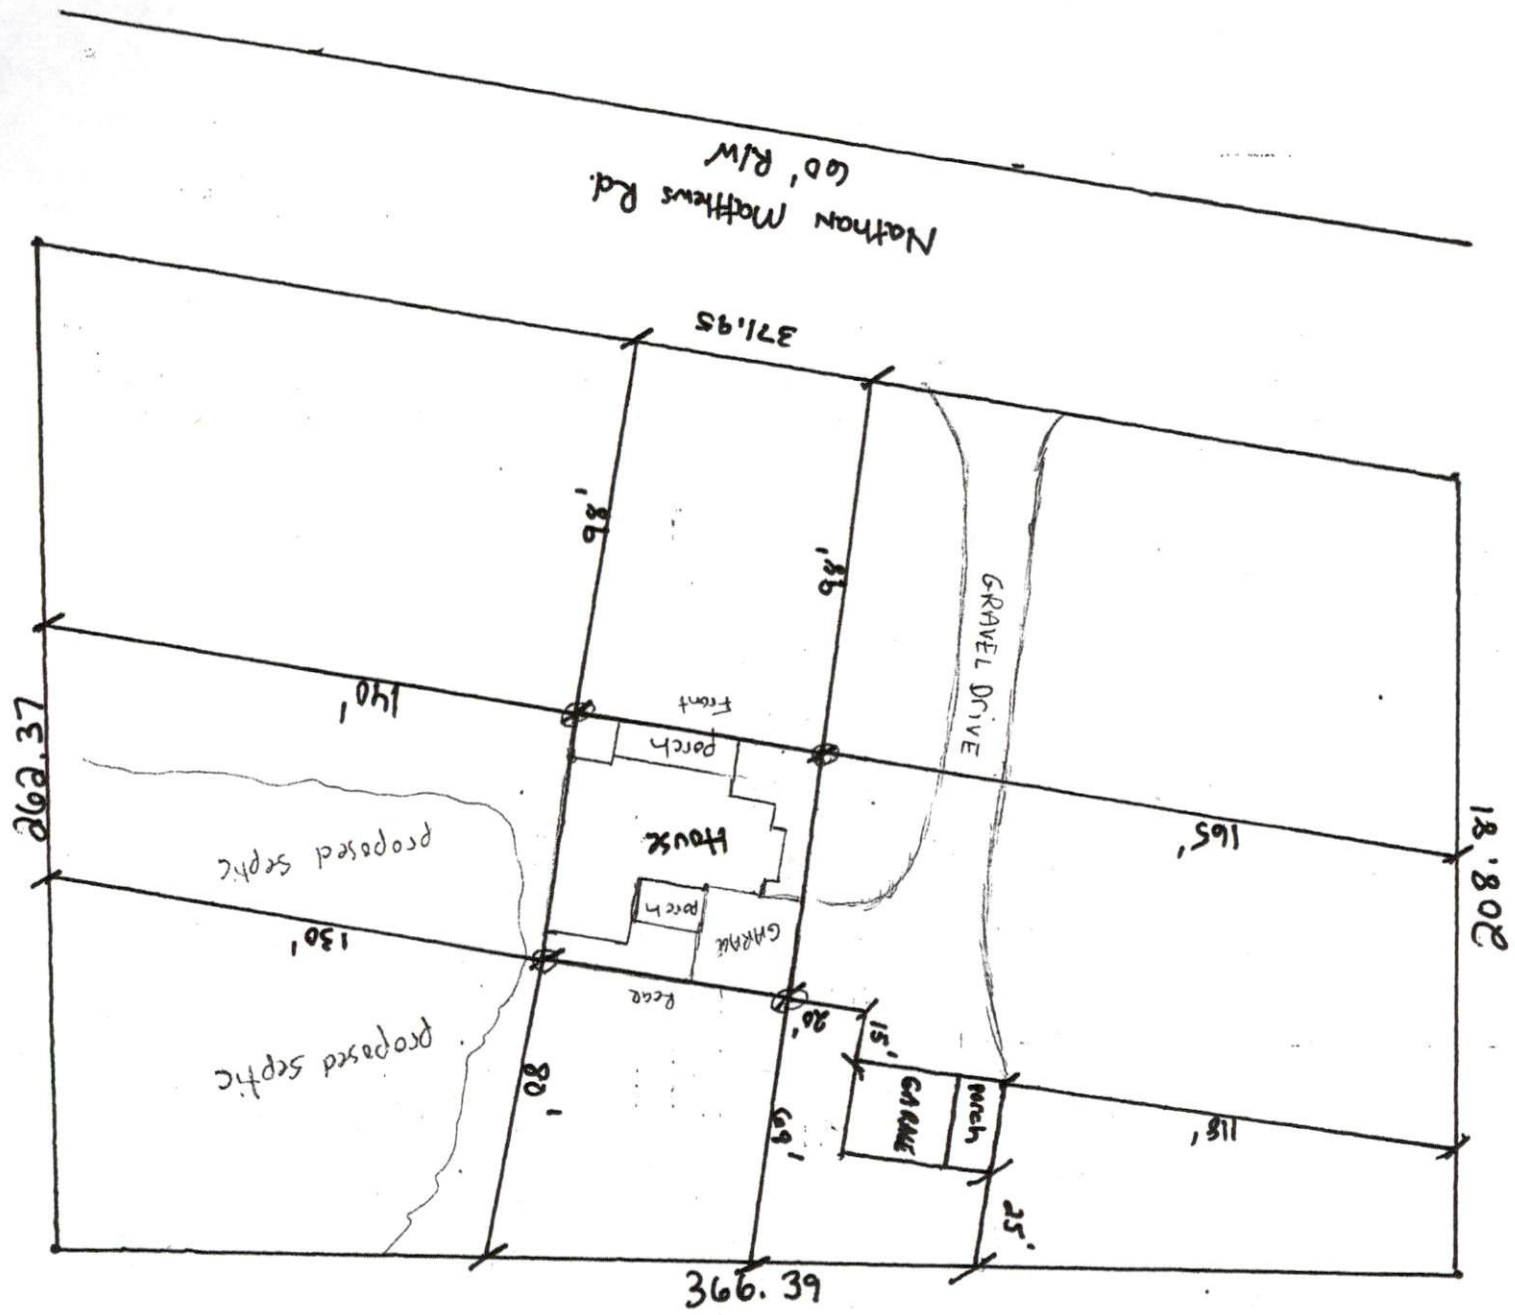 Nathan Matthews Rd.
60' R/W
371.95
98'
98'
GRAVEL Drive
140'
Front
porch
165'
262.37
House
208.81
proposed septic
porch
GARAGE
130'
Rear
20'
15'
proposed septic
80'
69'
GARAGE
Porch
118'
25'
366.39